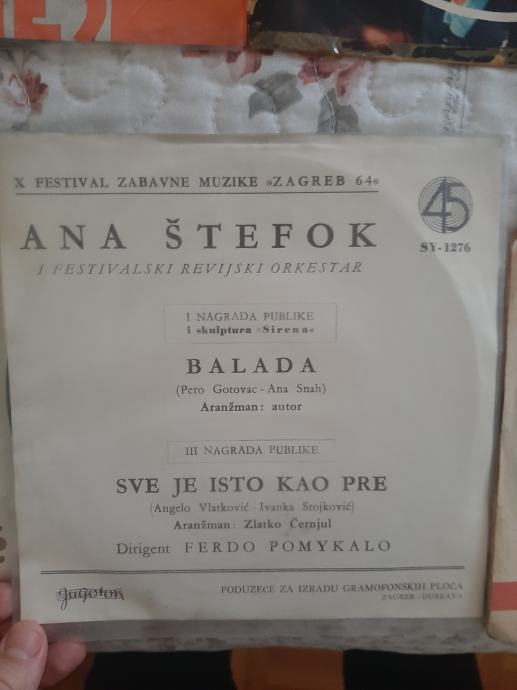 X FESTIVAL ZABAVNE MUZIKE »ZAGREB 64«
45
SY-1276
ANA ŠTEFOK
I FESTIVALSKI REVIJSKI ORKESTAR
I NAGRADA PUBLIKE
i skulptura »Sirena«
BALADA
(Pero Gotovac - Ana Snah)
Aranžman: autor
III NAGRADA PUBLIKE
SVE JE ISTO KAO PRE
(Angelo Vlatković - Ivanka Stojković)
Aranžman: Zlatko Černjul
Dirigent FERDO POMYKALO
jugoton
PODUZEĆE ZA IZRADU GRAMOFONSKIH PLOČA
ZAGREB - DUBRAVA